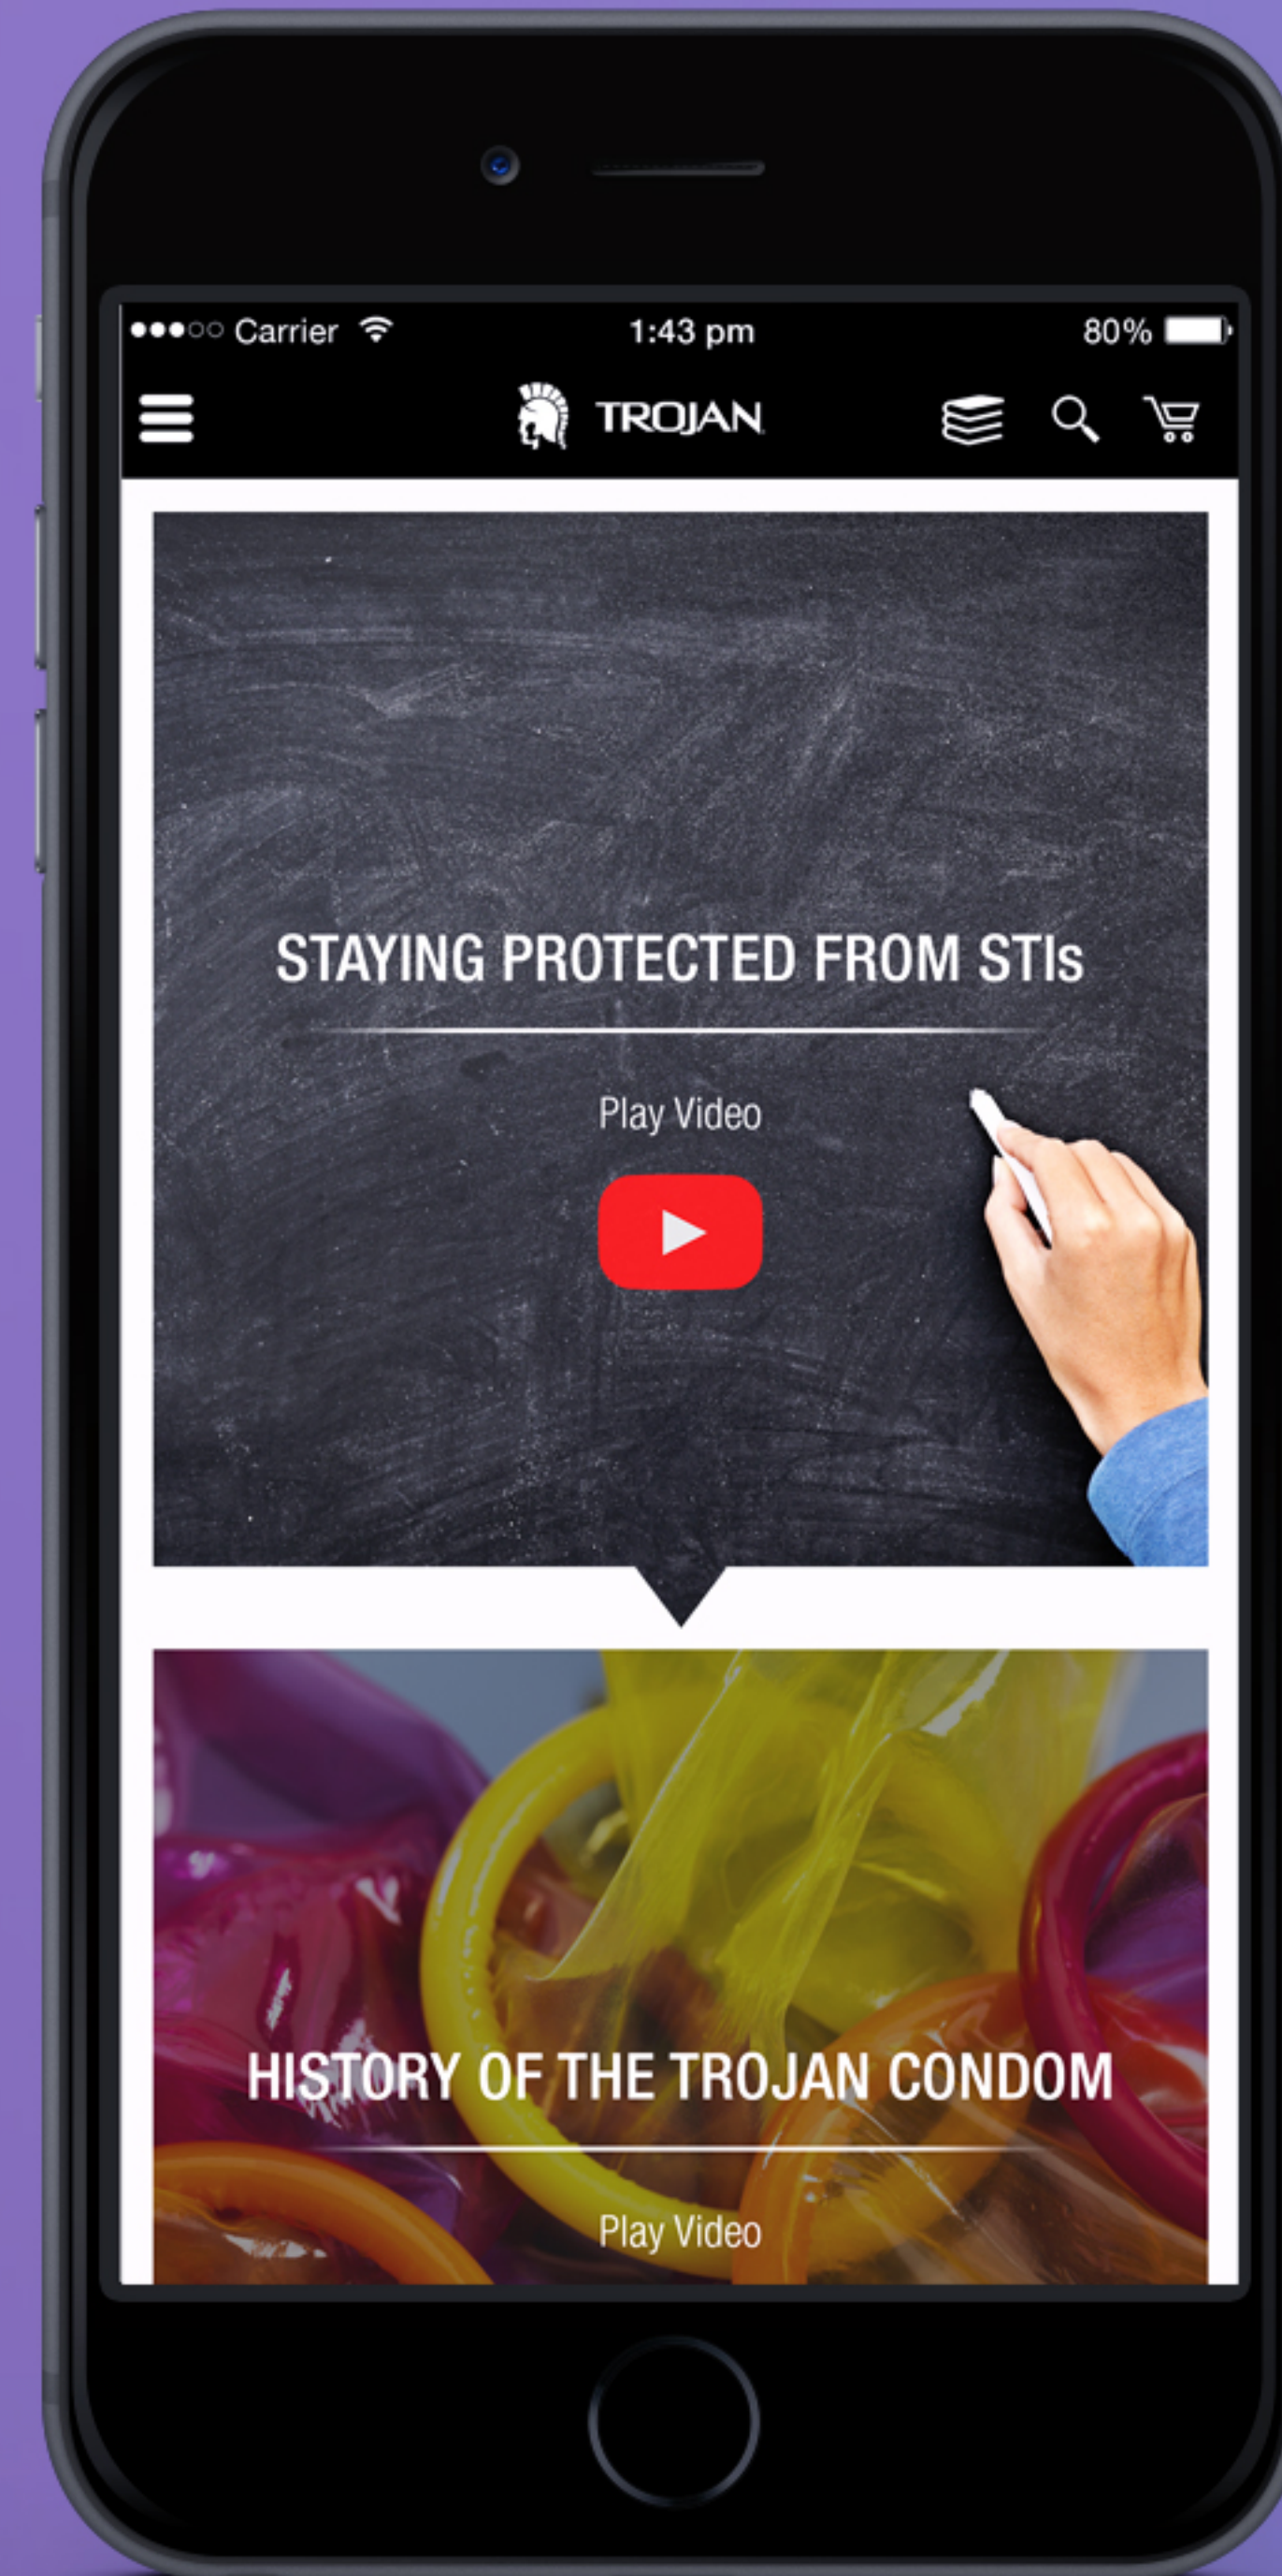 Carrier 1:43 pm 80%
TROJAN
STAYING PROTECTED FROM STIs
Play Video
HISTORY OF THE TROJAN CONDOM
Play Video